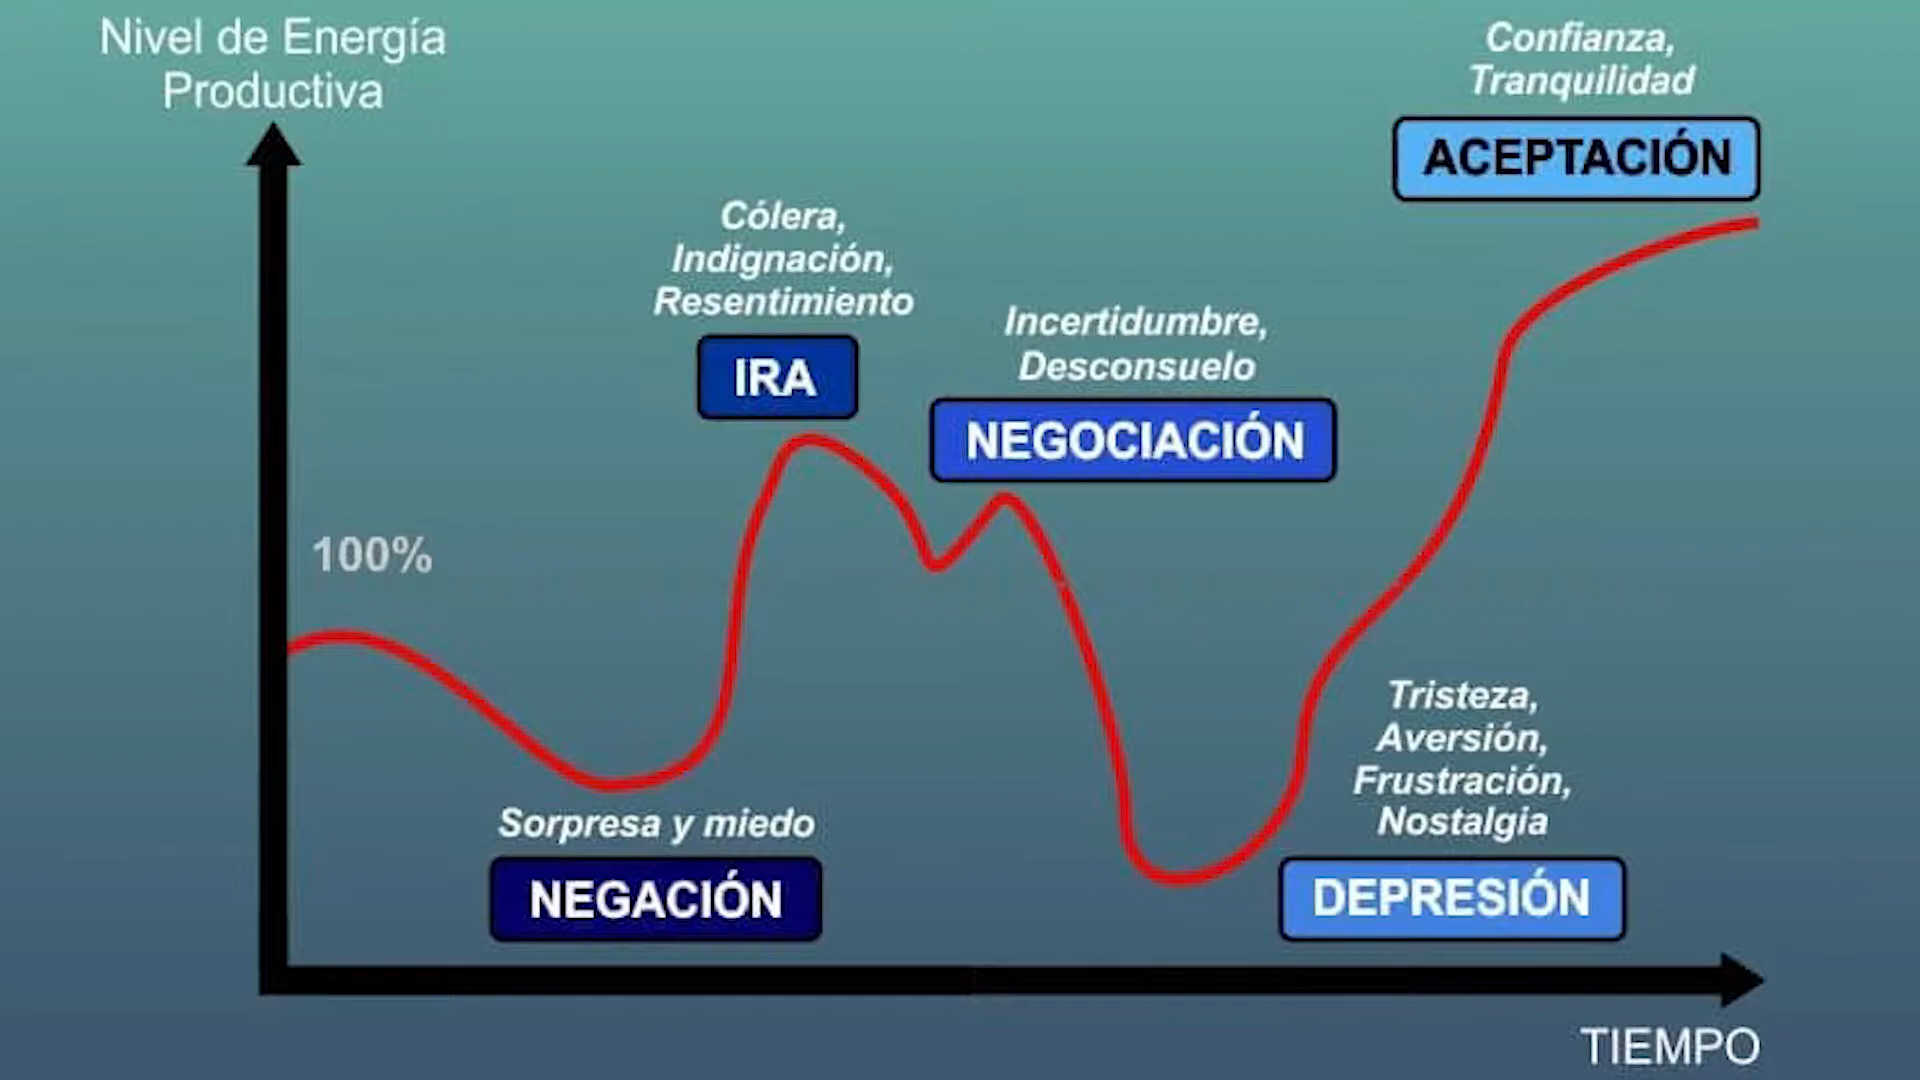 Nivel de Energía
Productiva
100%
Sorpresa y miedo
NEGACIÓN
Cólera,
Indignación,
Resentimiento
IRA
Incertidumbre,
Desconsuelo
NEGOCIACIÓN
Tristeza,
Aversión,
Frustración,
Nostalgia
DEPRESIÓN
Confianza,
Tranquilidad
ACEPTACIÓN
TIEMPO